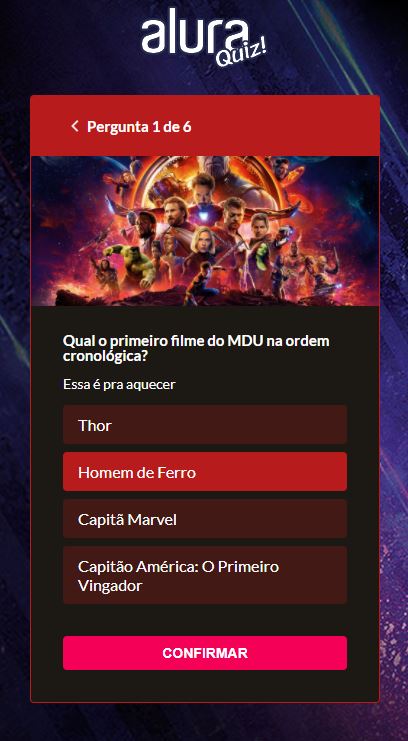 alura
Quiz!
Pergunta 1 de 6
Qual o primeiro filme do MDU na ordem
cronológica?
Essa é pra aquecer
Thor
Homem de Ferro
Capitã Marvel
Capitão América: O Primeiro
Vingador
CONFIRMAR